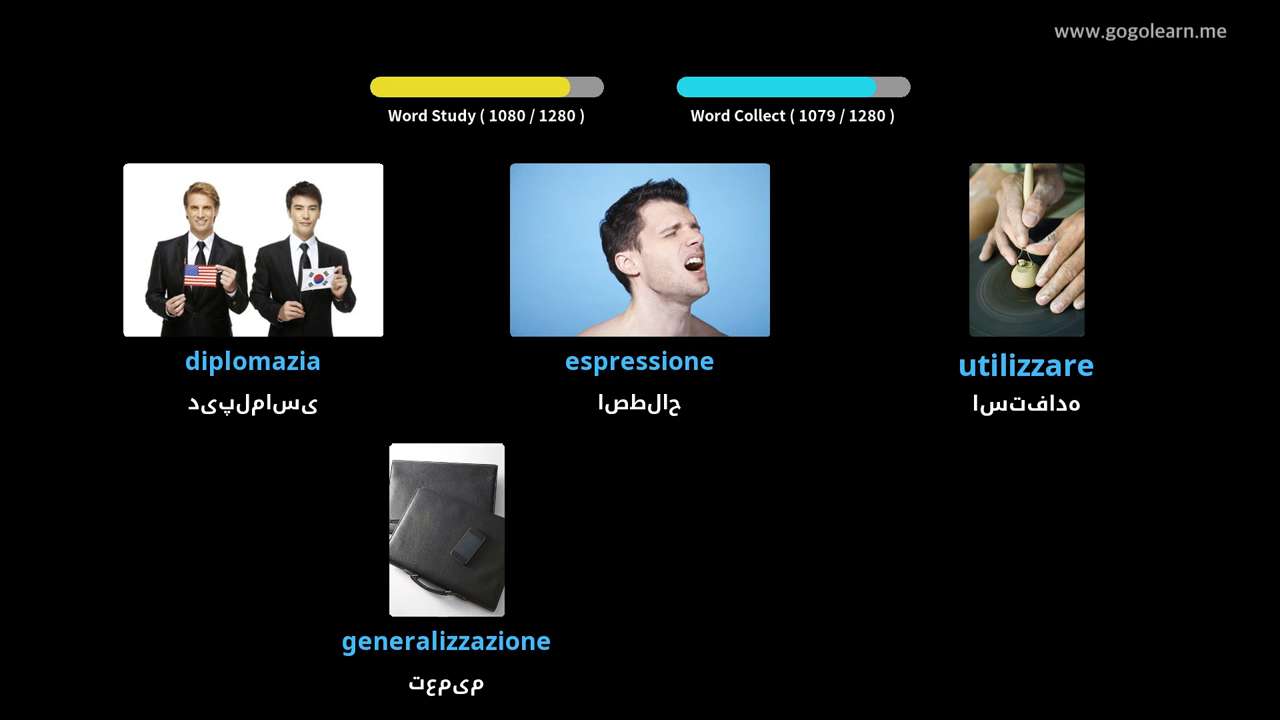 www.gogolearn.me
Word Study ( 1080 / 1280 )
Word Collect ( 1079 / 1280 )
diplomazia
دیپلماسی
espressione
اصطلاح
utilizzare
استفاده
generalizzazione
تعمیم